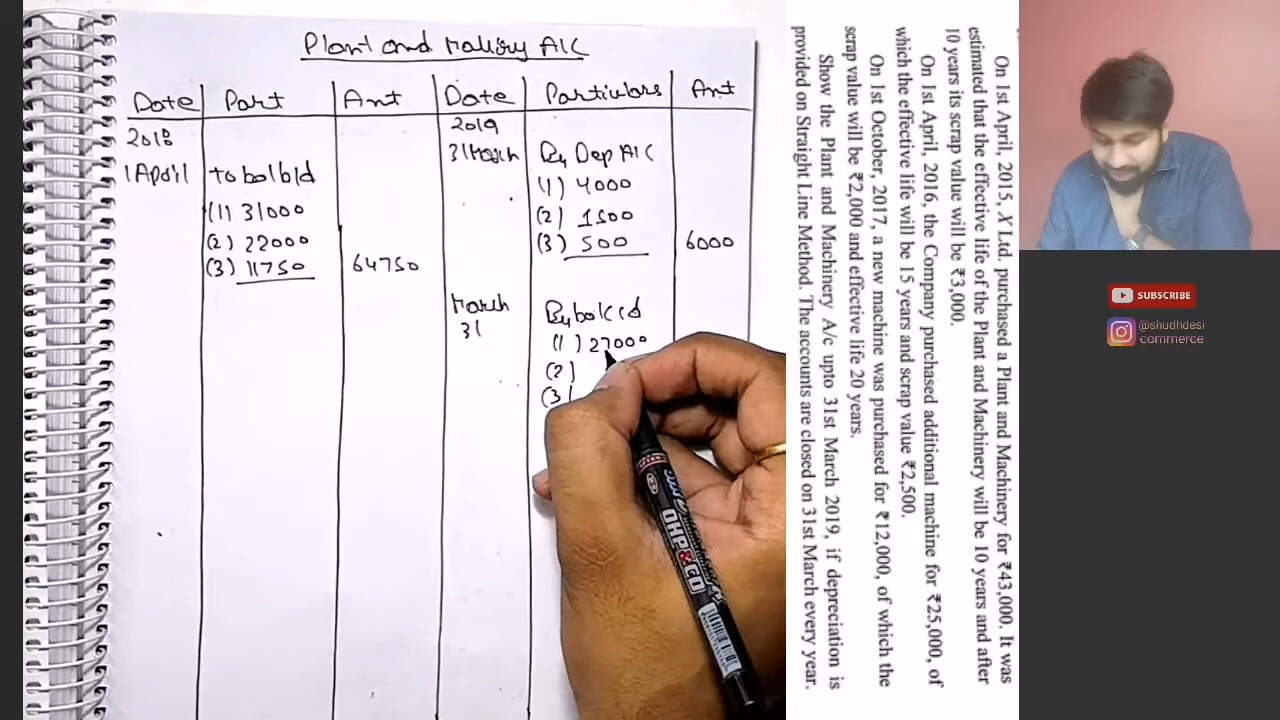 Plant and Mahinry A/C
Date Part Amt Date Particulars Amt
2018
1 April To bal b/d
(1) 31000
(2) 22000
(3) 11750 64750
2019
31 March By Dep A/C
(1) 4000
(2) 1500
(3) 500 6000
March
31
By bal c/d
(1) 27000
(2)
(3)
OHP&CD
On 1st April, 2015, X Ltd. purchased a Plant and Machinery for ₹43,000. It was
estimated that the effective life of the Plant and Machinery will be 10 years and after
10 years its scrap value will be ₹3,000.
On 1st April, 2016, the Company purchased additional machine for ₹25,000, of
which the effective life will be 15 years and scrap value ₹2,500.
On 1st October, 2017, a new machine was purchased for ₹12,000, of which the
scrap value will be ₹2,000 and effective life 20 years.
Show the Plant and Machinery A/c upto 31st March 2019, if depreciation is
provided on Straight Line Method. The accounts are closed on 31st March every year.
SUBSCRIBE
@shudhdesi
commerce